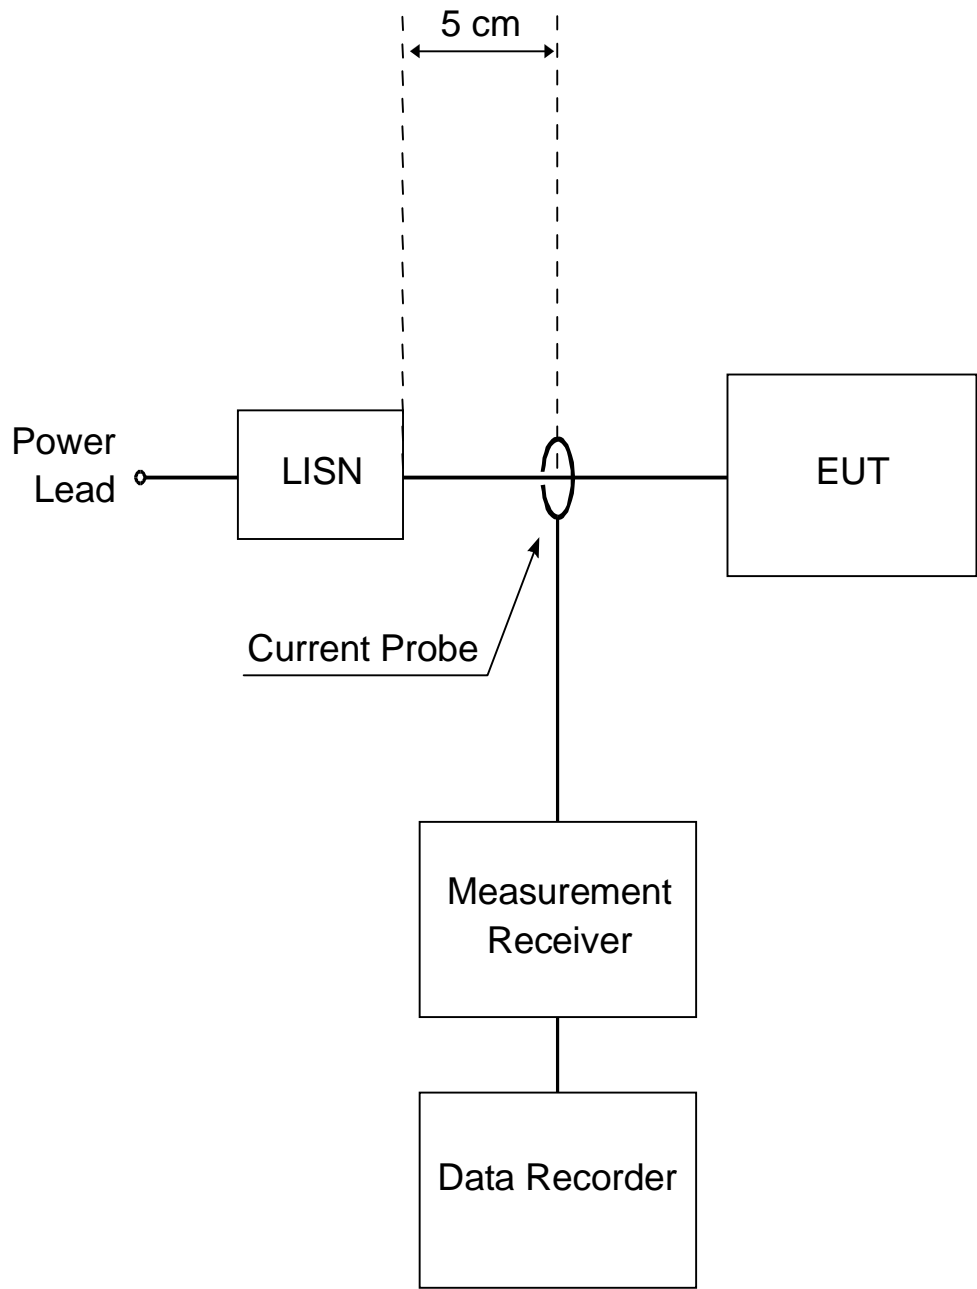 5 cm
Power
Lead
LISN
EUT
Current Probe
Measurement
Receiver
Data Recorder